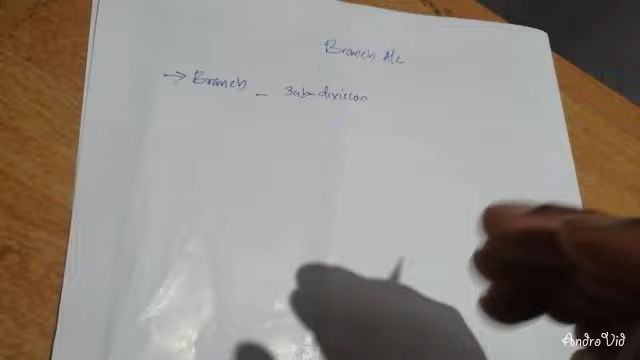 Branch A/c
→ Branch - Sub-division
AndroVid